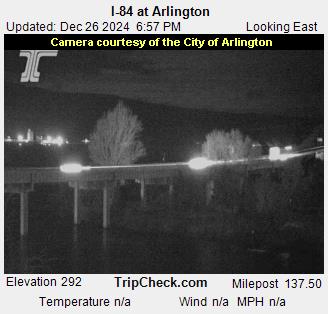 I-84 at Arlington
Updated: Dec 26 2024 6:57 PM Looking East
Camera courtesy of the City of Arlington
Elevation 292 TripCheck.com Milepost 137.50
Temperature n/a Wind n/a MPH n/a